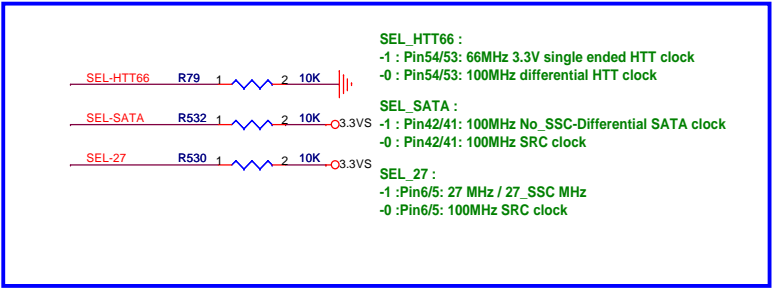 SEL_HTT66 :
-1 : Pin54/53: 66MHz 3.3V single ended HTT clock
-0 : Pin54/53: 100MHz differential HTT clock
SEL-HTT66 R79 1 2 10K
SEL_SATA :
-1 : Pin42/41: 100MHz No_SSC-Differential SATA clock
-0 : Pin42/41: 100MHz SRC clock
SEL-SATA R532 1 2 10K 3.3VS
SEL-27 R530 1 2 10K 3.3VS
SEL_27 :
-1 :Pin6/5: 27 MHz / 27_SSC MHz
-0 :Pin6/5: 100MHz SRC clock